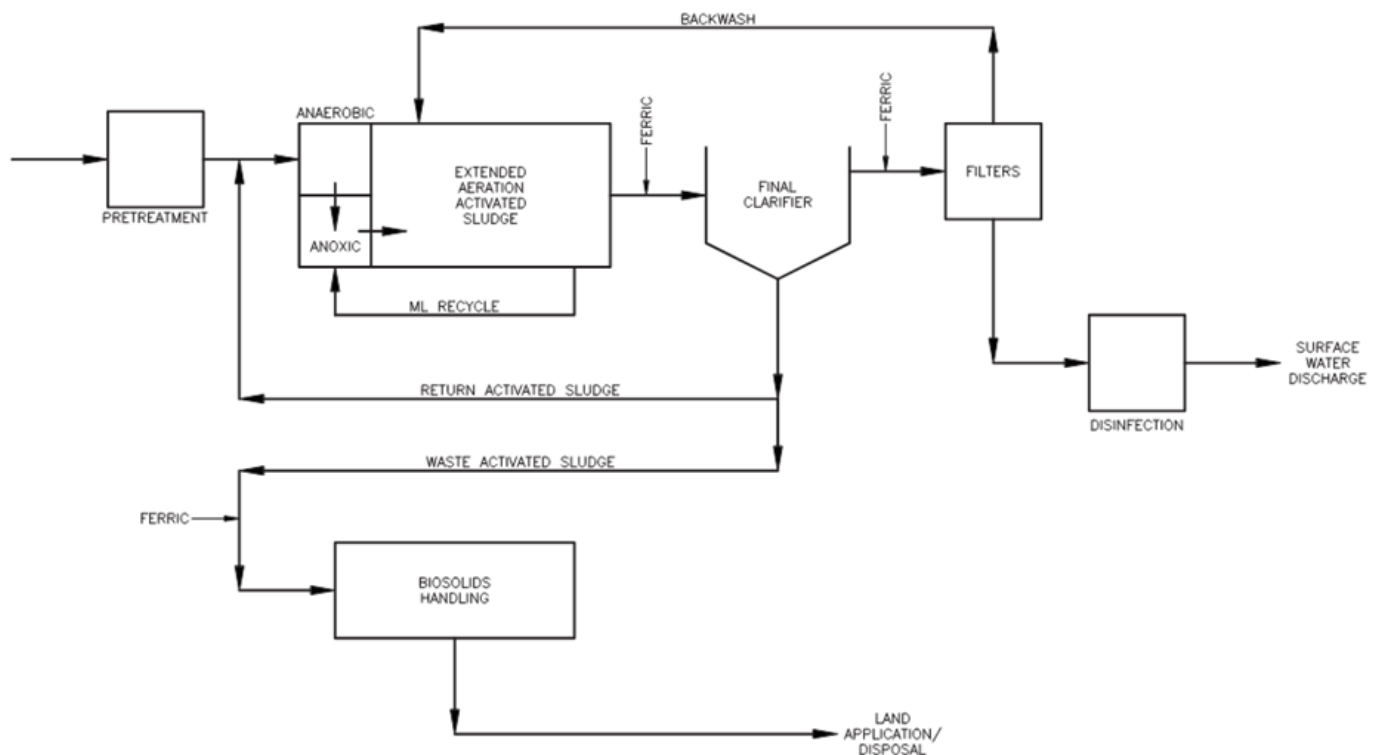 BACKWASH
FERRIC
FERRIC
ANAEROBIC
EXTENDED
AERATION
ACTIVATED
SLUDGE
FINAL
CLARIFIER
FILTERS
PRETREATMENT
ANOXIC
ML RECYCLE
SURFACE
WATER
DISCHARGE
RETURN ACTIVATED SLUDGE
DISINFECTION
WASTE ACTIVATED SLUDGE
FERRIC
BIOSOLIDS
HANDLING
LAND
APPLICATION/
DISPOSAL